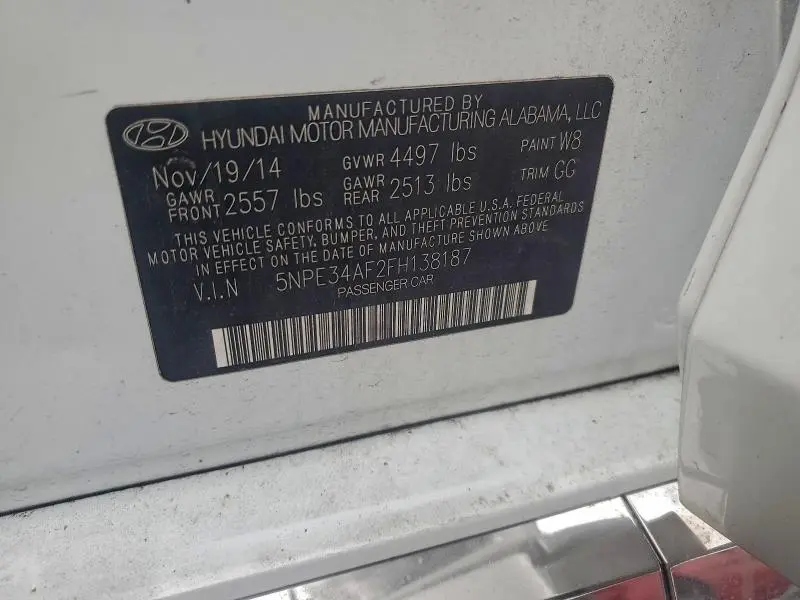 MANUFACTURED BY
HYUNDAI MOTOR MANUFACTURING ALABAMA, LLC
Nov/19/14 GVWR 4497 lbs PAINT W8
GAWR FRONT 2557 lbs GAWR REAR 2513 lbs TRIM GG
THIS VEHICLE CONFORMS TO ALL APPLICABLE U.S.A. FEDERAL
MOTOR VEHICLE SAFETY, BUMPER, AND THEFT PREVENTION STANDARDS
IN EFFECT ON THE DATE OF MANUFACTURE SHOWN ABOVE
V.I.N 5NPE34AF2FH138187
PASSENGER CAR